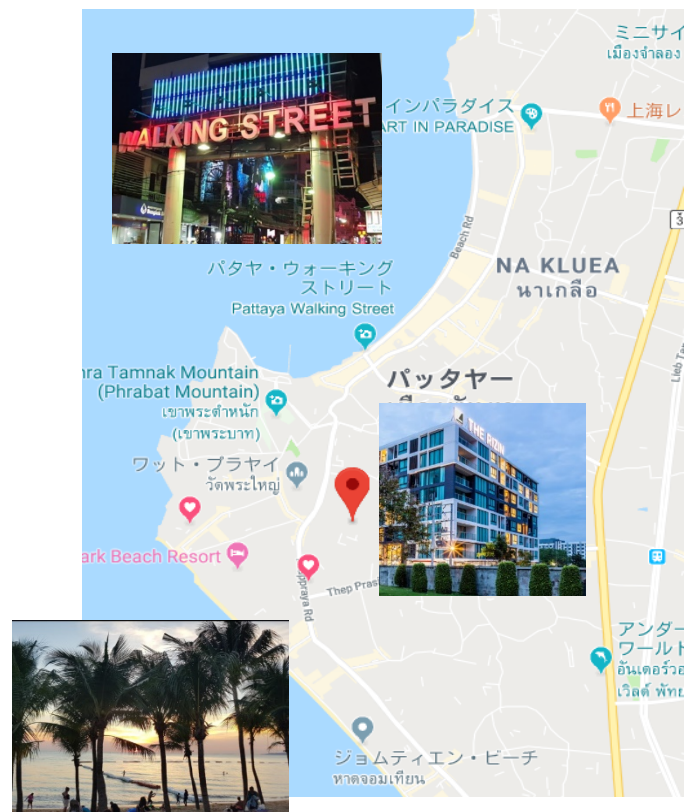 ミニサイ
เมืองจำลอง
インパラダイス
ART IN PARADISE
上海レ
WALKING STREET
Beach Rd
3
NA KLUEA
นาเกลือ
パタヤ・ウォーキング
ストリート
Pattaya Walking Street
hra Tamnak Mountain
(Phrabat Mountain)
เขาพระตำหนัก
(เขาพระบาท)
パッタヤー
THE RIZIN
ワット・プラヤイ
วัดพระใหญ่
ark Beach Resort
Thep Pras
ppraya Rd
アンダー
ワールド
อันเดอร์วอ
เวิลด์ พัทย
ジョムティエン・ビーチ
หาดจอมเทียน